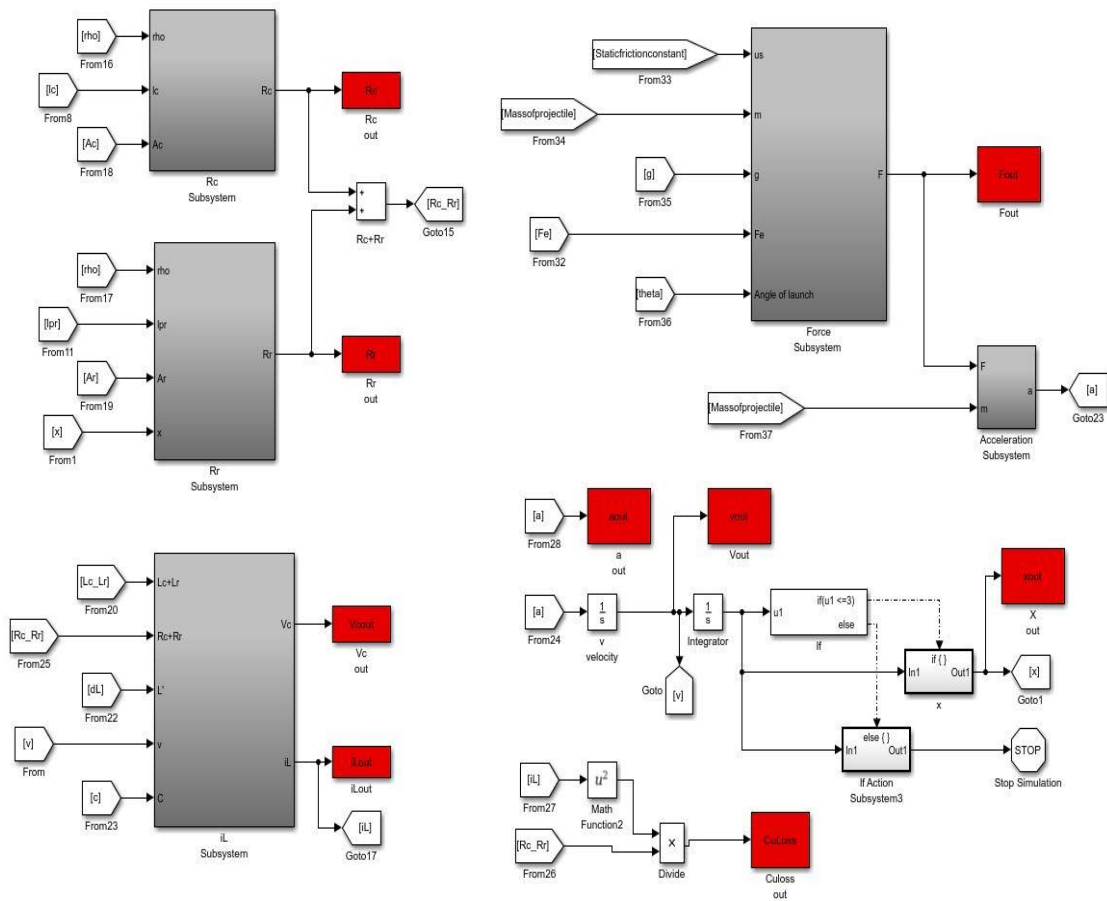 [rho]
From16
[lc]
From8
[Ac]
From18
rho
lc
Ac
Rc
Rc
Subsystem
Rc
Rc
out
+
+
Rc+Rr
[Rc_Rr]
Goto15
[rho]
From17
[lpr]
From11
[Ar]
From19
[x]
From1
rho
lpr
Ar
x
Rr
Rr
Subsystem
Rr
Rr
out
[Staticfrictionconstant]
From33
[Massofprojectile]
From34
[g]
From35
[Fe]
From32
[theta]
From36
us
m
g
Fe
Angle of launch
F
Force
Subsystem
Fout
Fout
[Massofprojectile]
From37
F
m
a
Acceleration
Subsystem
[a]
Goto23
[Lc_Lr]
From20
[Rc_Rr]
From25
[dL]
From22
[v]
From
[c]
From23
Lc+Lr
Rc+Rr
L'
v
C
Vc
iL
iL
Subsystem
Vcout
Vc
out
iLout
iLout
[iL]
Goto17
[a]
From28
aout
a
out
vout
Vout
[a]
From24
1
s
v
velocity
Goto
[v]
1
s
Integrator
u1
if(u1 <=3)
else
If
xout
X
out
if { }
In1
Out1
x
[x]
Goto1
else { }
In1
Out1
If Action
Subsystem3
STOP
Stop Simulation
[iL]
From27
u²
Math
Function2
[Rc_Rr]
From26
×
Divide
CuLoss
Culoss
out